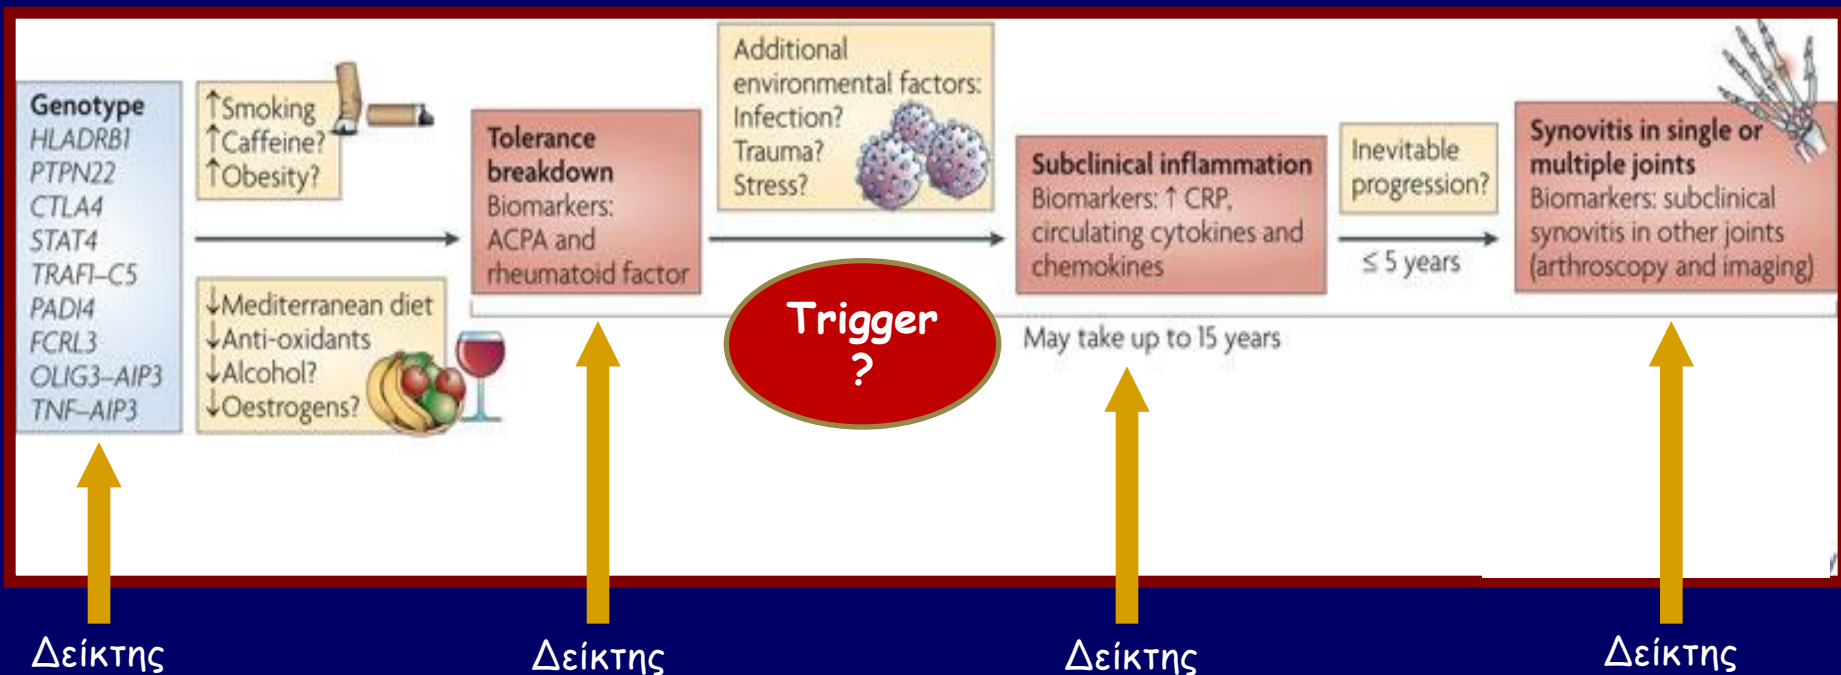 Genotype
HLADRB1
PTPN22
CTLA4
STAT4
TRAF1–C5
PADI4
FCRL3
OLIG3–AIP3
TNF–AIP3
↑Smoking
↑Caffeine?
↑Obesity?
↓Mediterranean diet
↓Anti-oxidants
↓Alcohol?
↓Oestrogens?
Tolerance
breakdown
Biomarkers:
ACPA and
rheumatoid factor
Additional
environmental factors:
Infection?
Trauma?
Stress?
Trigger
?
Subclinical inflammation
Biomarkers: ↑ CRP,
circulating cytokines and
chemokines
May take up to 15 years
Inevitable
progression?
≤ 5 years
Synovitis in single or
multiple joints
Biomarkers: subclinical
synovitis in other joints
(arthroscopy and imaging)
Δείκτης
Δείκτης
Δείκτης
Δείκτης